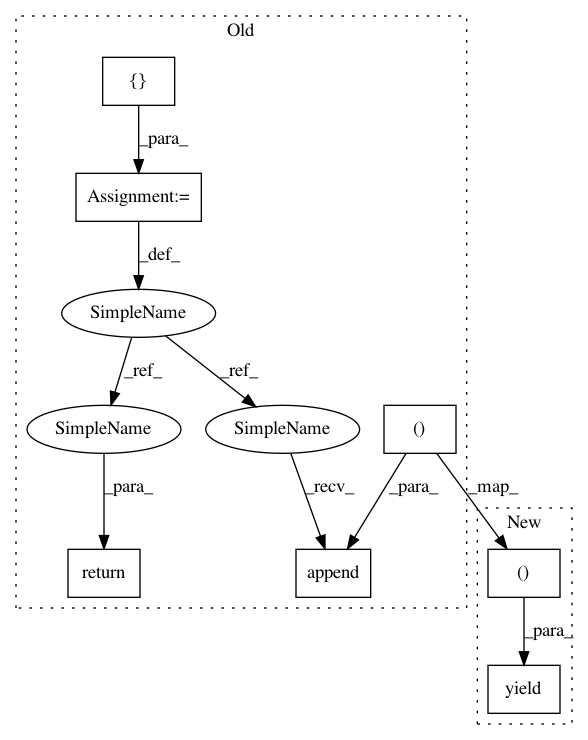 Old
{}
_para_
Assignment:=
_def_
SimpleName
_ref_
_ref_
SimpleName
SimpleName
()
_para_
_recv_
_para_
_map_
New
return
append
()
_para_
yield